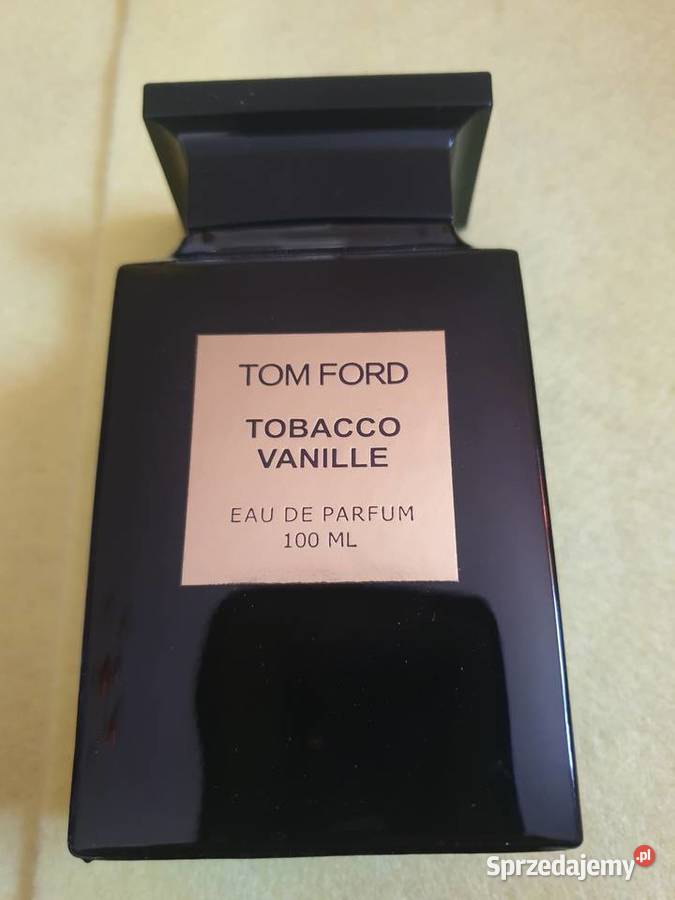 TOM FORD
TOBACCO
VANILLE
EAU DE PARFUM
100 ML
Sprzedajemy.pl